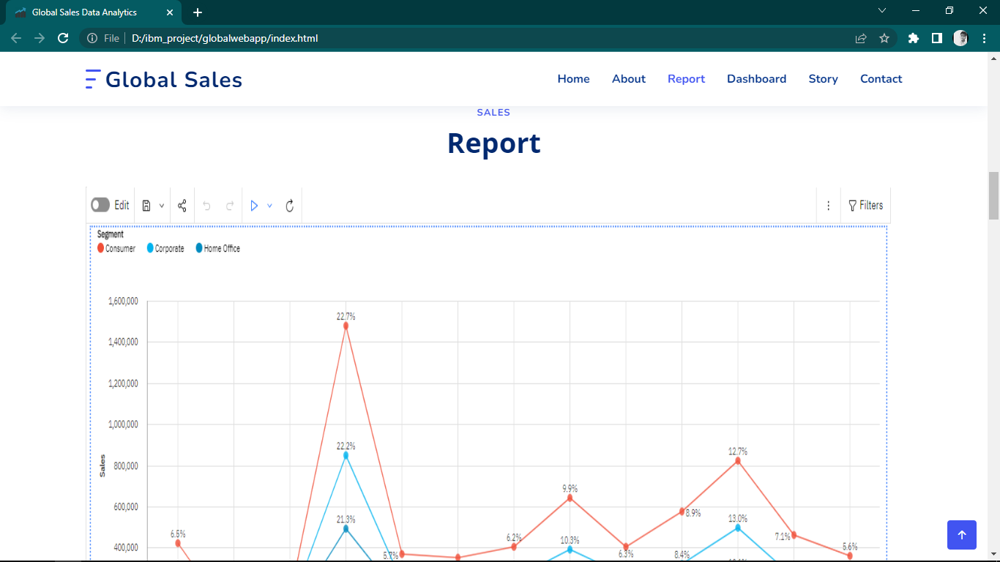 Global Sales Data Analytics
File
D:/ibm_project/globalwebapp/index.html
Global Sales
Home About Report Dashboard Story Contact
SALES
Report
Edit
Filters
Segment
Consumer Corporate Home Office
1,600,000
22.7%
1,400,000
1,200,000
1,000,000
22.2%
12.7%
Sales
800,000
9.9%
600,000
8.9%
21.3%
13.0%
6.5%
6.2%
10.3%
7.1%
400,000
5.6%
5.7%
6.3%
8.4%